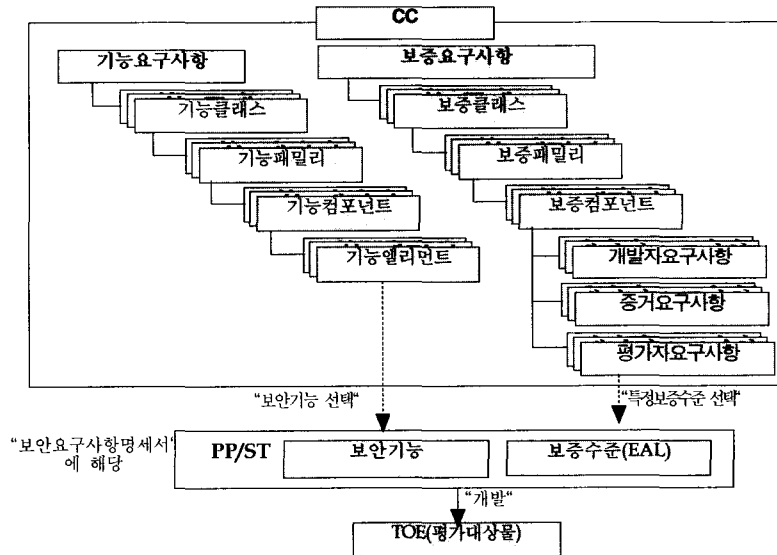 CC
기능요구사항
보증요구사항
기능클래스
보증클래스
기능패밀리
보증패밀리
기능컴포넌트
보증컴포넌트
기능앨리먼트
개발자요구사항
증거요구사항
평가자요구사항
“보안기능 선택“
“특정보증수준 선택“
“보안요구사항명세서“
에 해당
PP/ST
보안기능
보증수준(EAL)
“개발“
TOE(평가대상물)